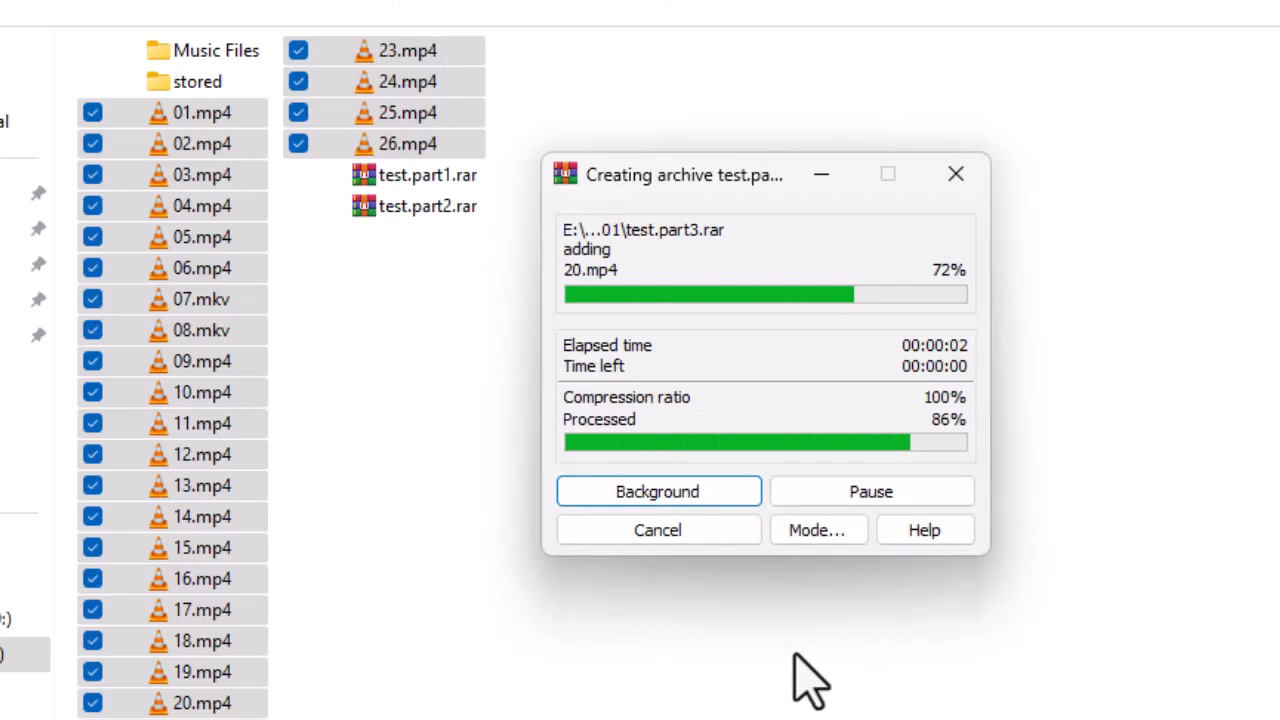 al
:)
)
Music Files
stored
01.mp4
02.mp4
03.mp4
04.mp4
05.mp4
06.mp4
07.mkv
08.mkv
09.mp4
10.mp4
11.mp4
12.mp4
13.mp4
14.mp4
15.mp4
16.mp4
17.mp4
18.mp4
19.mp4
20.mp4
23.mp4
24.mp4
25.mp4
26.mp4
test.part1.rar
test.part2.rar
Creating archive test.pa...
E:\...01\test.part3.rar
adding
20.mp4 72%
Elapsed time 00:00:02
Time left 00:00:00
Compression ratio 100%
Processed 86%
Background Pause
Cancel Mode... Help